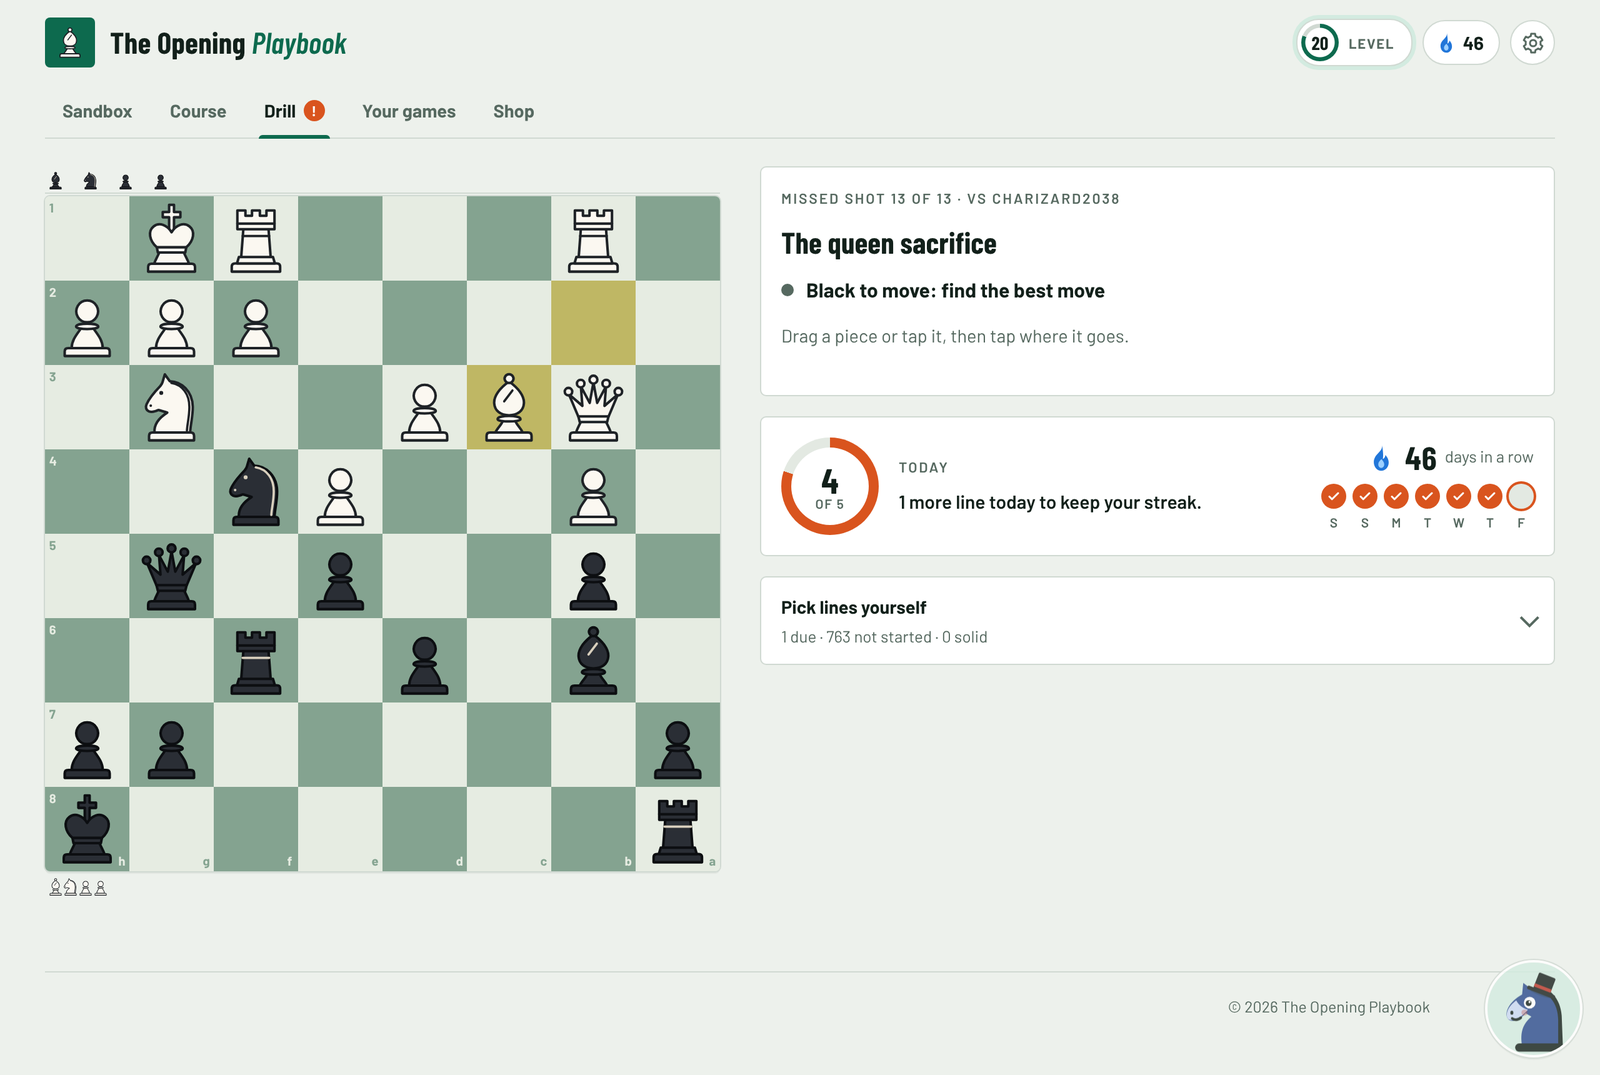 The Opening Playbook
20 LEVEL
46
Sandbox
Course
Drill !
Your games
Shop
1
2
3
4
5
6
7
8
h g f e d c b a
MISSED SHOT 13 OF 13 · VS CHARIZARD2038
The queen sacrifice
Black to move: find the best move
Drag a piece or tap it, then tap where it goes.
4
OF 5
TODAY
1 more line today to keep your streak.
46 days in a row
S S M T W T F
Pick lines yourself
1 due · 763 not started · 0 solid
© 2026 The Opening Playbook